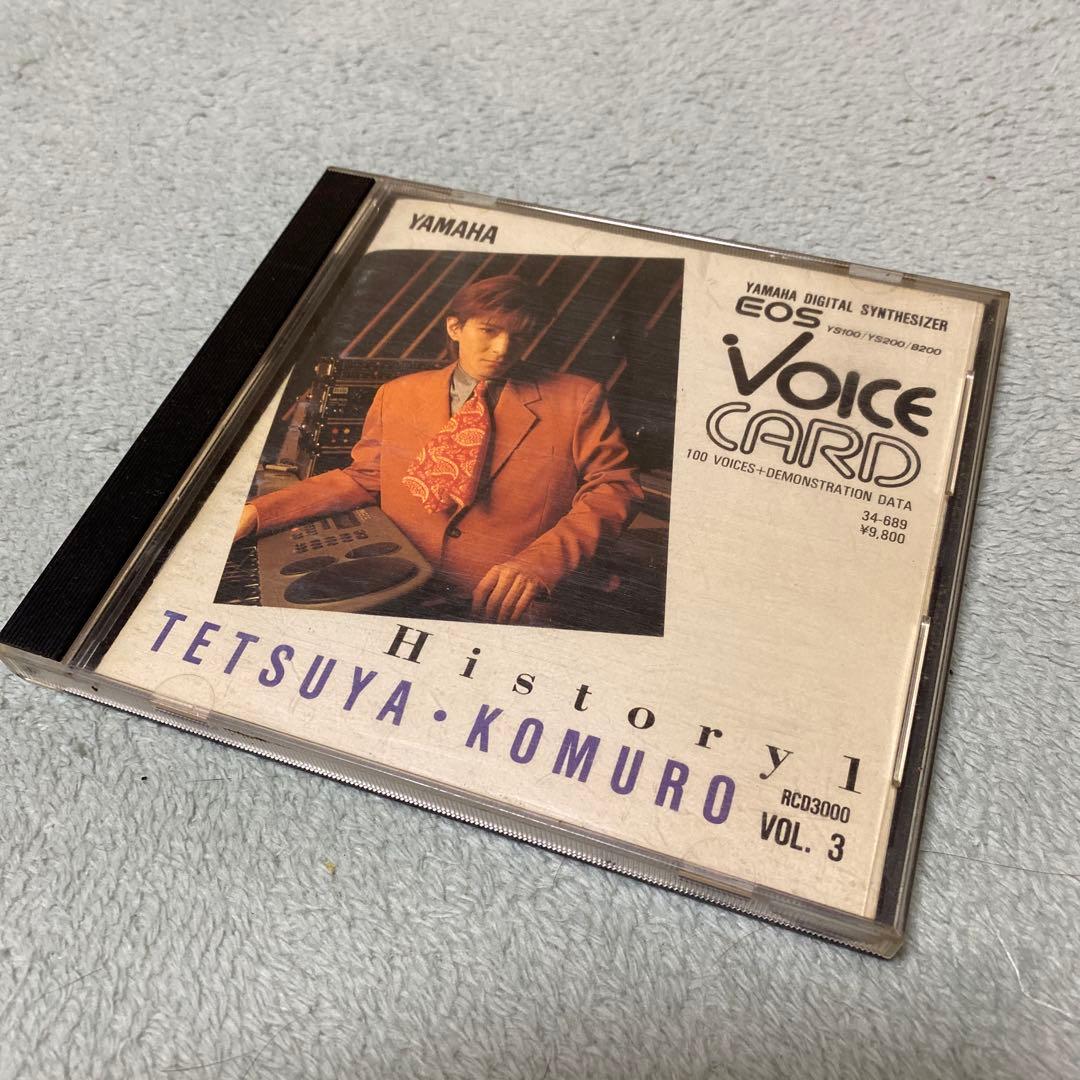 YAMAHA
YAMAHA DIGITAL SYNTHESIZER
EOS YS100/YS200/B200
VOICE
CARD
100 VOICES+DEMONSTRATION DATA
34-689
¥9,800
History 1
TETSUYA・KOMURO
RCD3000
VOL. 3